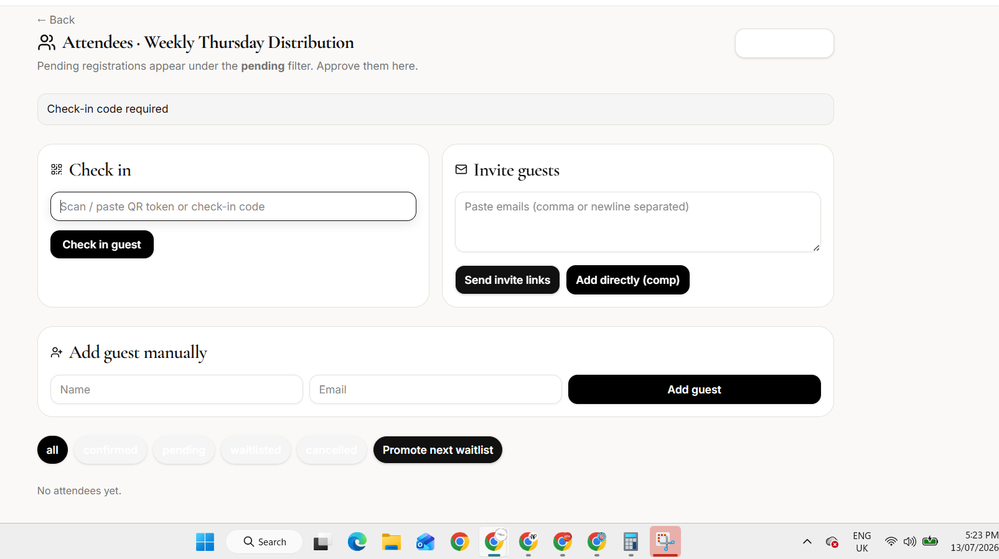 ← Back
Attendees · Weekly Thursday Distribution
Pending registrations appear under the pending filter. Approve them here.
Check-in code required
Check in
Scan / paste QR token or check-in code
Check in guest
Invite guests
Paste emails (comma or newline separated)
Send invite links Add directly (comp)
Add guest manually
Name Email Add guest
all confirmed pending waitlisted cancelled Promote next waitlist
No attendees yet.
Search
ENG
UK
5:23 PM
13/07/2026